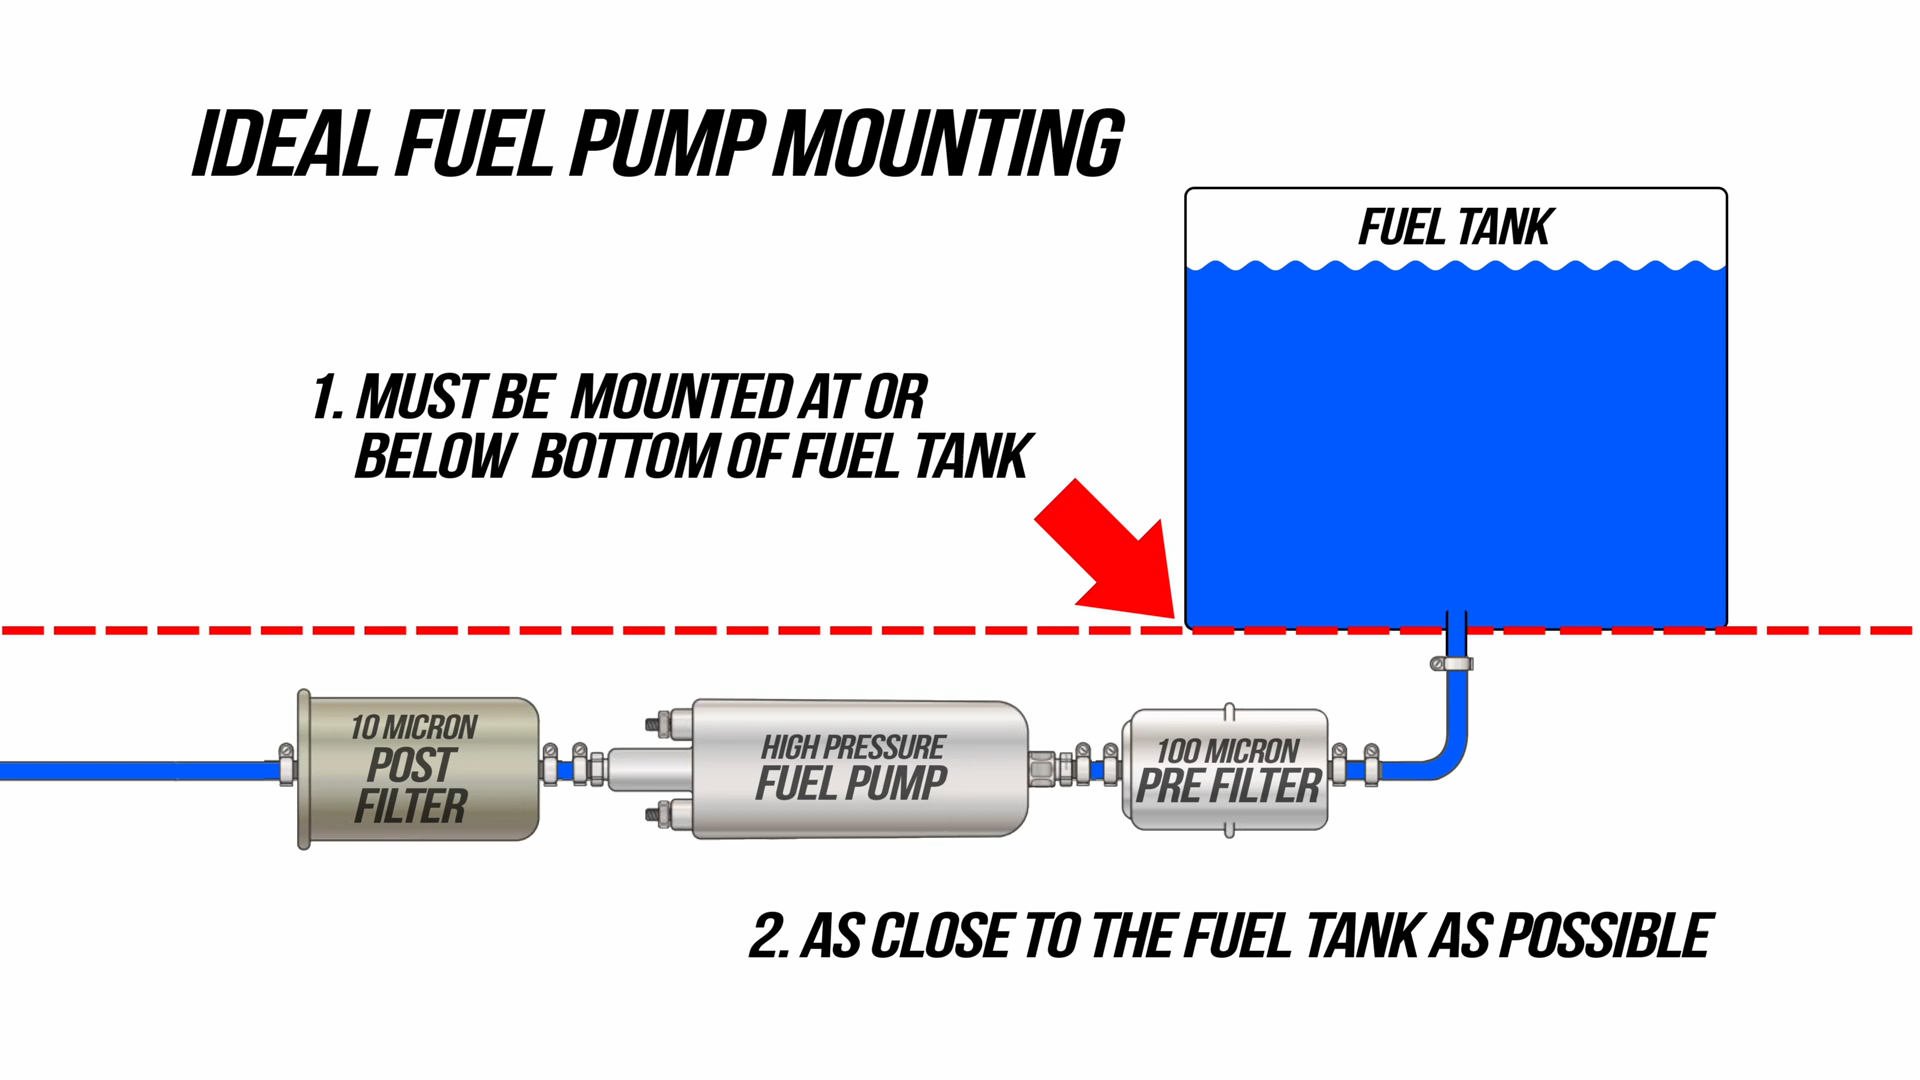 IDEAL FUEL PUMP MOUNTING
FUEL TANK
1. MUST BE MOUNTED AT OR
BELOW BOTTOM OF FUEL TANK
10 MICRON
POST
FILTER
HIGH PRESSURE
FUEL PUMP
100 MICRON
PRE FILTER
2. AS CLOSE TO THE FUEL TANK AS POSSIBLE